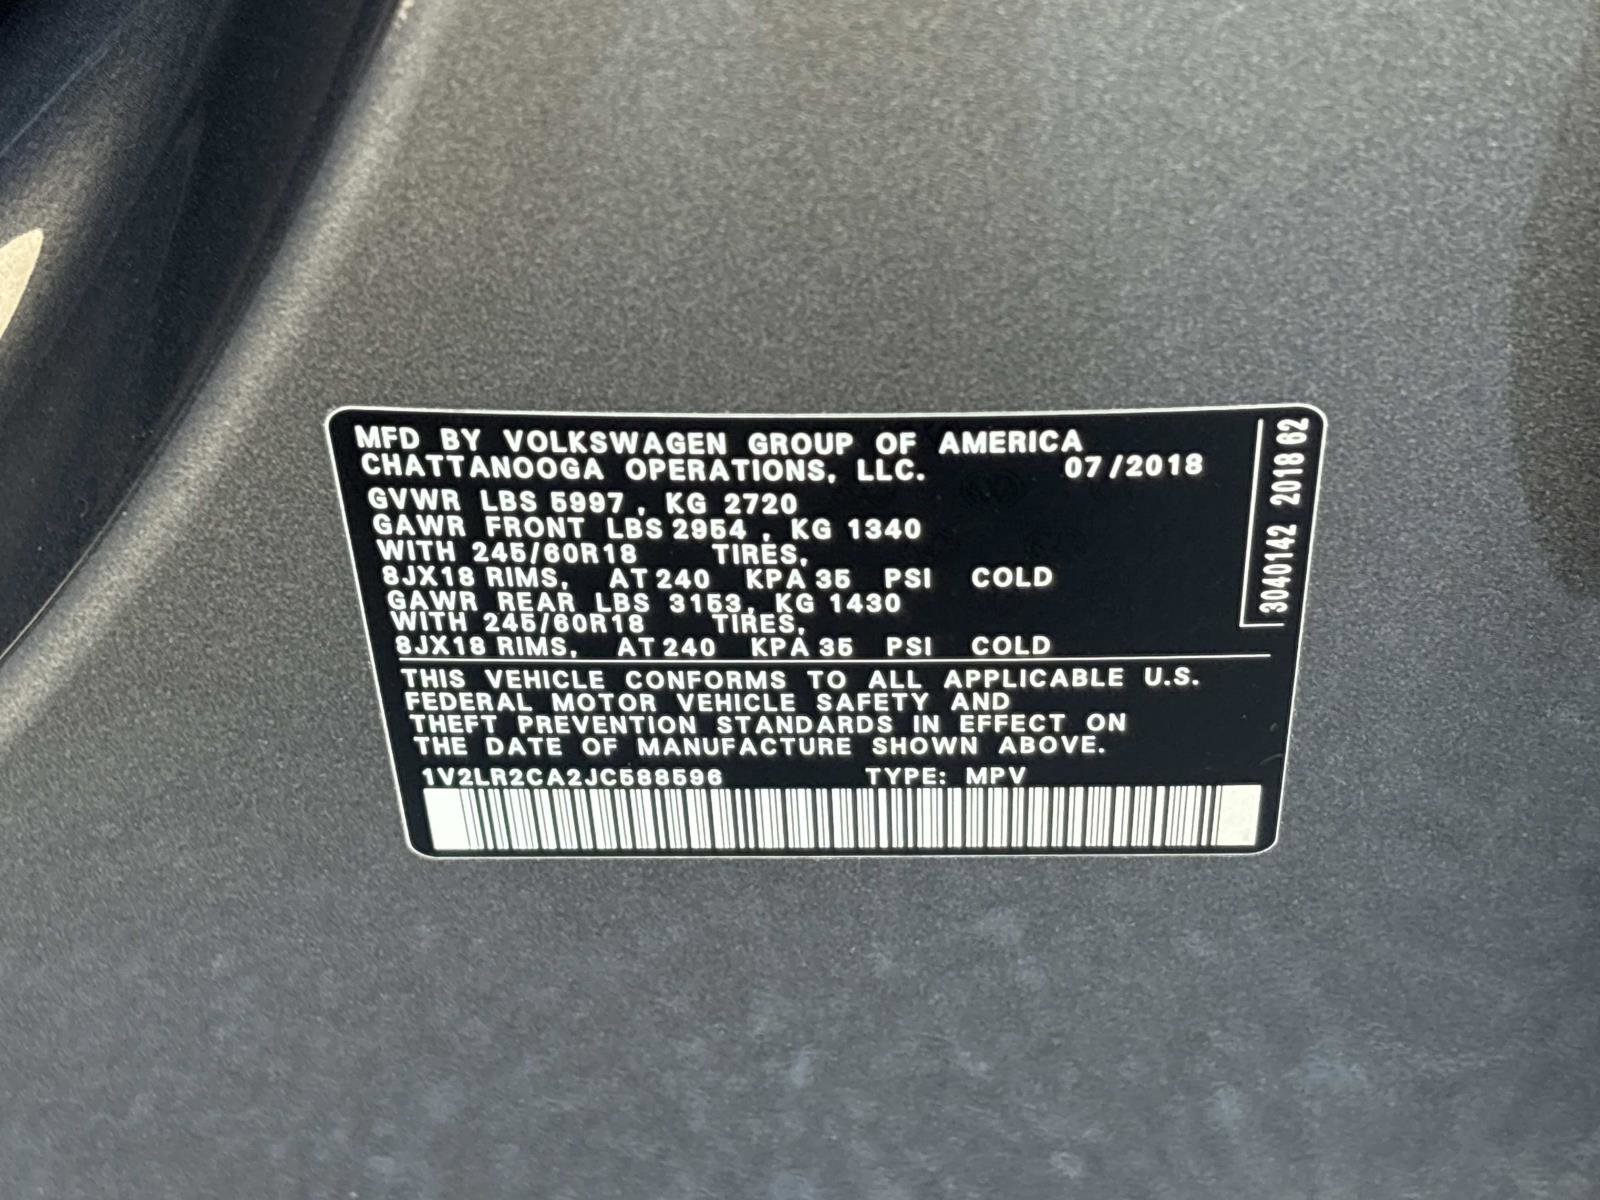 MFD BY VOLKSWAGEN GROUP OF AMERICA
CHATTANOOGA OPERATIONS, LLC. 07/2018
GVWR LBS 5997, KG 2720
GAWR FRONT LBS 2954, KG 1340
WITH 245/60R18 TIRES,
8JX18 RIMS, AT 240 KPA 35 PSI COLD
GAWR REAR LBS 3153, KG 1430
WITH 245/60R18 TIRES,
8JX18 RIMS, AT 240 KPA 35 PSI COLD
THIS VEHICLE CONFORMS TO ALL APPLICABLE U.S.
FEDERAL MOTOR VEHICLE SAFETY AND
THEFT PREVENTION STANDARDS IN EFFECT ON
THE DATE OF MANUFACTURE SHOWN ABOVE.
1V2LR2CA2JC588596 TYPE: MPV
3040142 2018 62